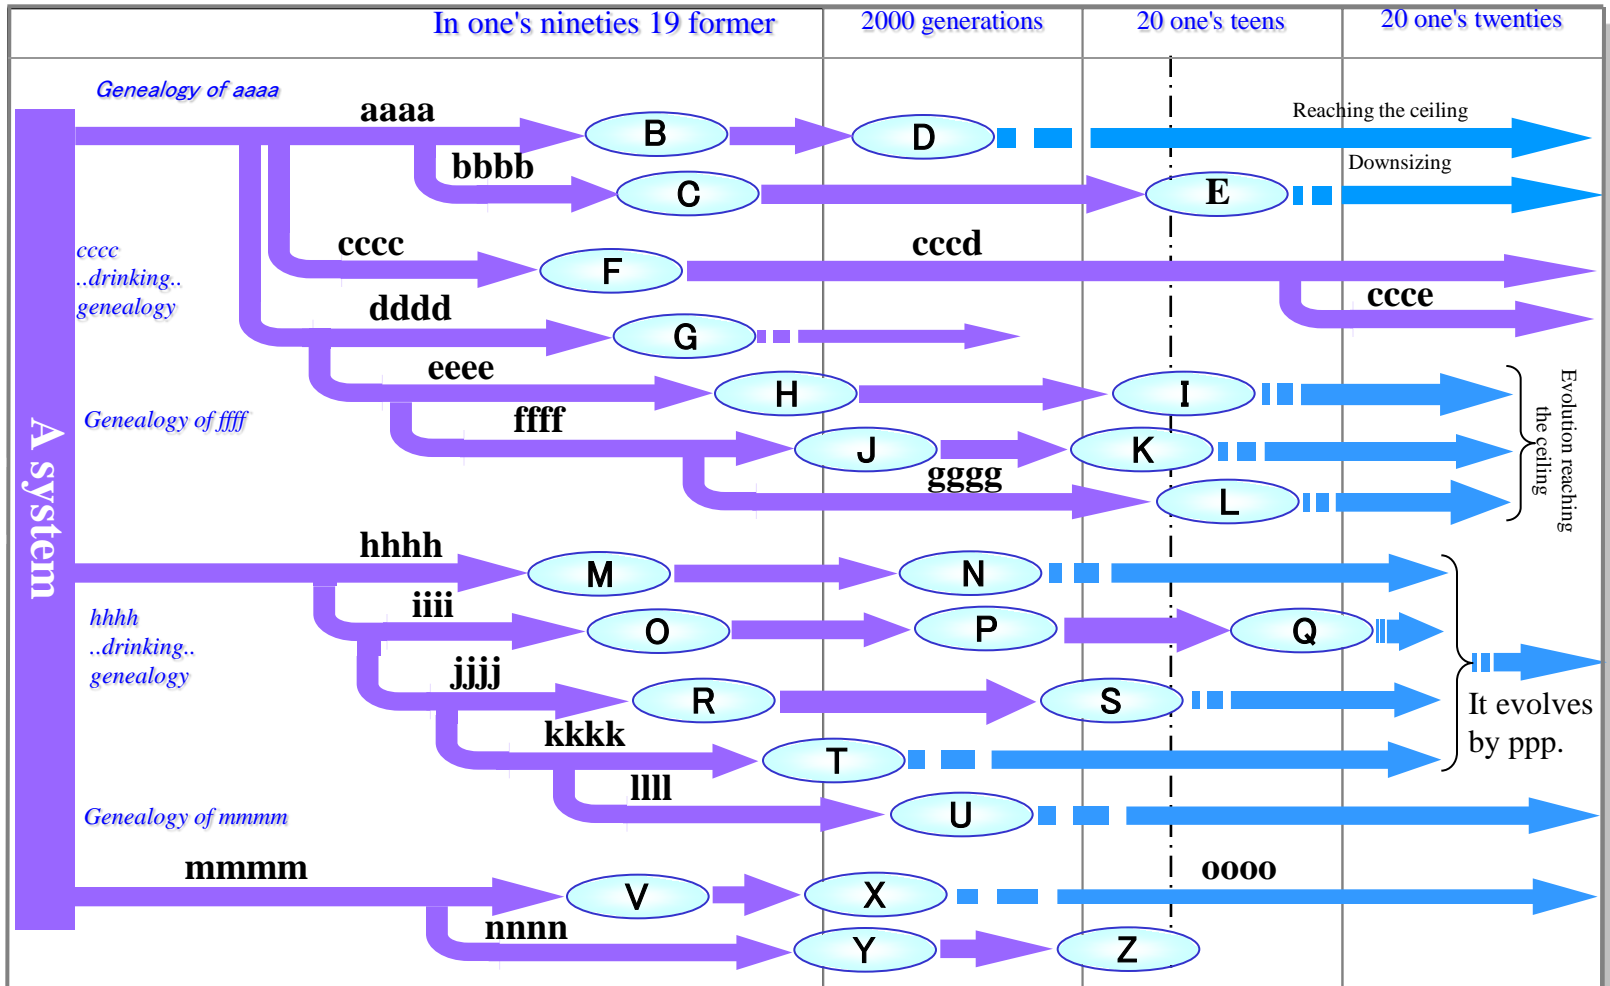 In one's nineties 19 former
2000 generations
20 one's teens
20 one's twenties
Genealogy of aaaa
aaaa
B
D
Reaching the ceiling
bbbb
C
E
Downsizing
cccc
..drinking..
genealogy
cccc
F
cccd
ccce
dddd
G
eeee
H
I
Genealogy of ffff
ffff
J
K
gggg
L
Evolution reaching
the ceiling
A system
hhhh
M
N
hhhh
..drinking..
genealogy
iiii
O
P
Q
jjjj
R
S
It evolves
by ppp.
kkkk
T
llll
U
Genealogy of mmmm
mmmm
V
X
oooo
nnnn
Y
Z